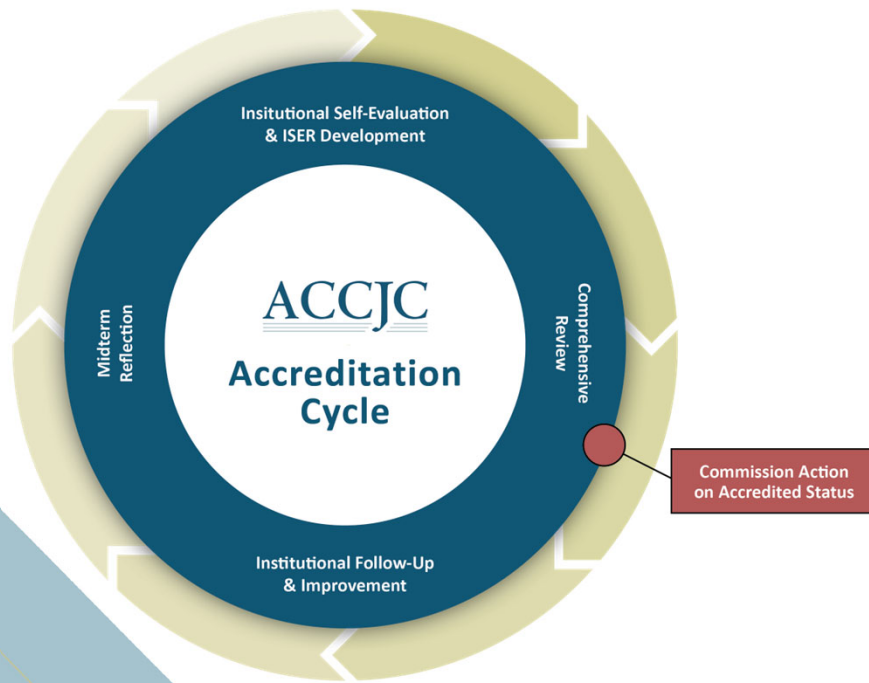 Insitutional Self-Evaluation
& ISER Development
Comprehensive
Review
Commission Action
on Accredited Status
Institutional Follow-Up
& Improvement
Midterm
Reflection
ACCJC
Accreditation
Cycle